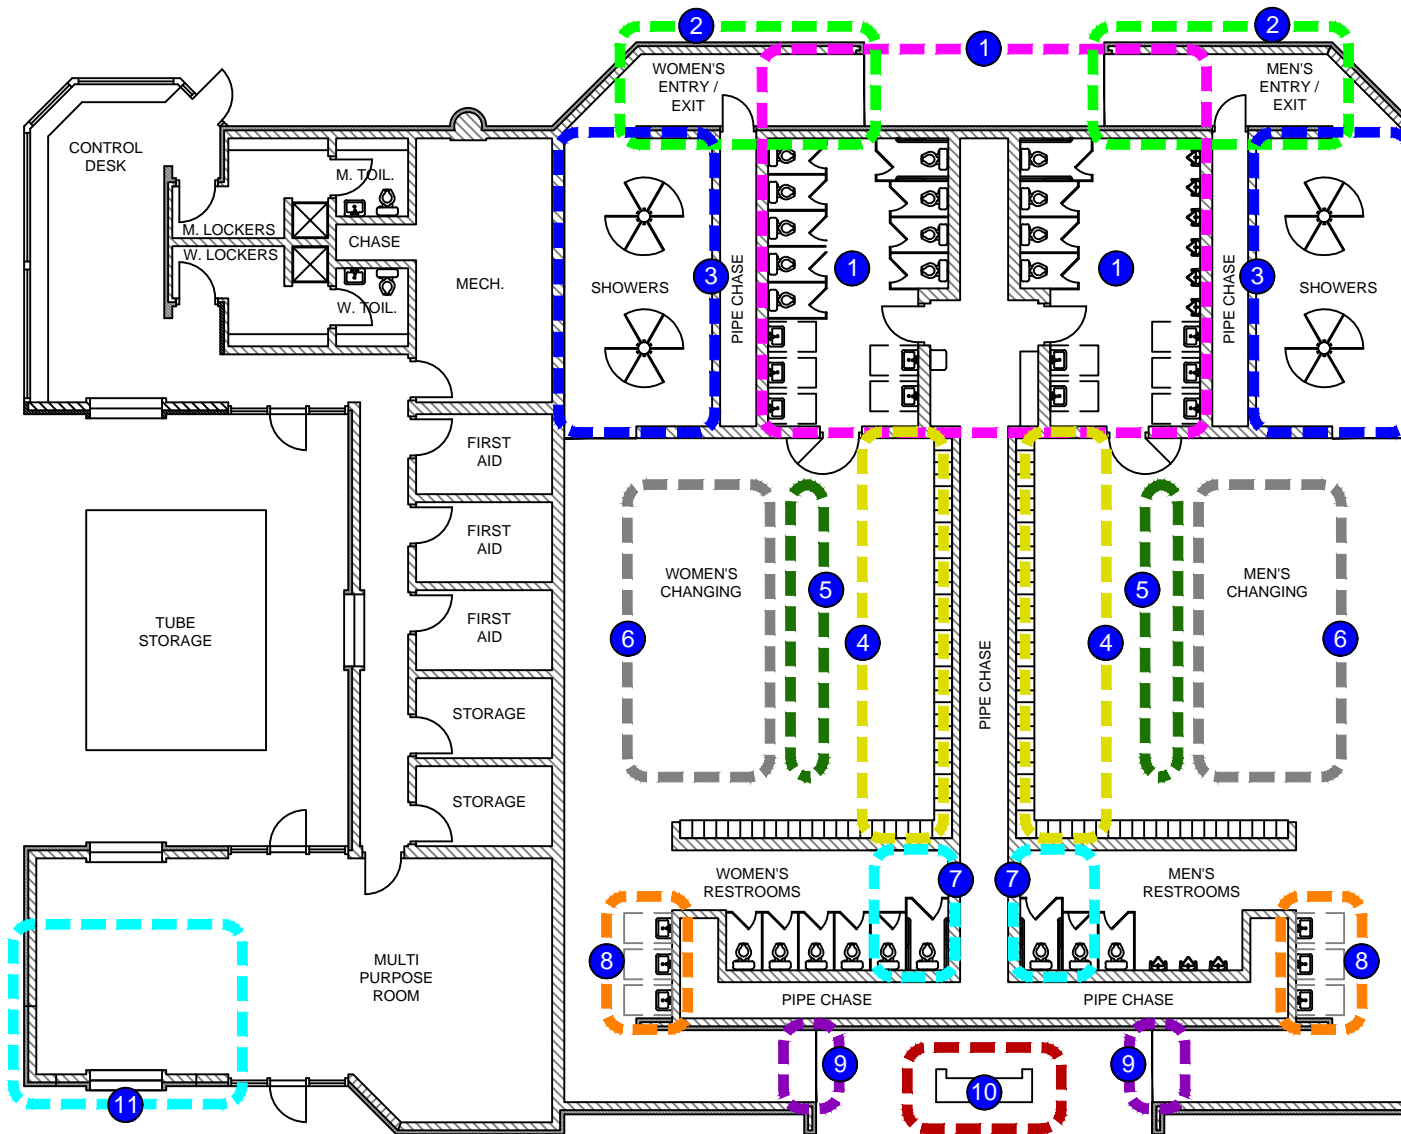 2
1
2
WOMEN'S
ENTRY /
EXIT
MEN'S
ENTRY /
EXIT
CONTROL
DESK
M. TOIL.
M. LOCKERS
W. LOCKERS
CHASE
W. TOIL.
MECH.
SHOWERS
3
PIPE CHASE
1
1
PIPE CHASE
3
SHOWERS
FIRST
AID
FIRST
AID
FIRST
AID
STORAGE
STORAGE
TUBE
STORAGE
WOMEN'S
CHANGING
6
5
4
PIPE CHASE
4
5
MEN'S
CHANGING
6
WOMEN'S
RESTROOMS
7
7
MEN'S
RESTROOMS
8
8
MULTI
PURPOSE
ROOM
PIPE CHASE
PIPE CHASE
9
10
9
11